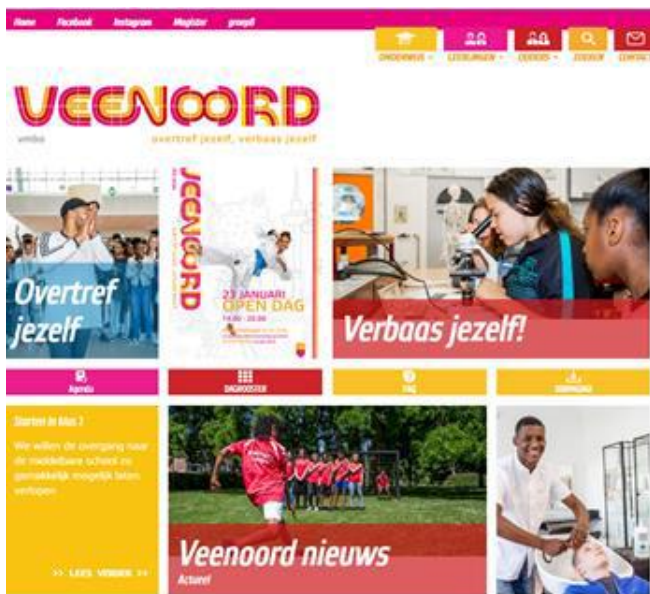 Home Facebook Instagram Magister groep8
ONDERWIJS LEERLINGEN OUDERS ZOEKEN CONTACT
VEENOORD
vmbo overtref jezelf, verbaas jezelf
Overtref
jezelf
VEENOORD
23 JANUARI
OPEN DAG
Verbaas jezelf!
Agenda DAGROOSTER FAQ
Starten in klas 1
We willen de overgang naar
de middelbare school zo
gemakkelijk mogelijk laten
verlopen
>> LEES VERDER >>
Veenoord nieuws
Actueel